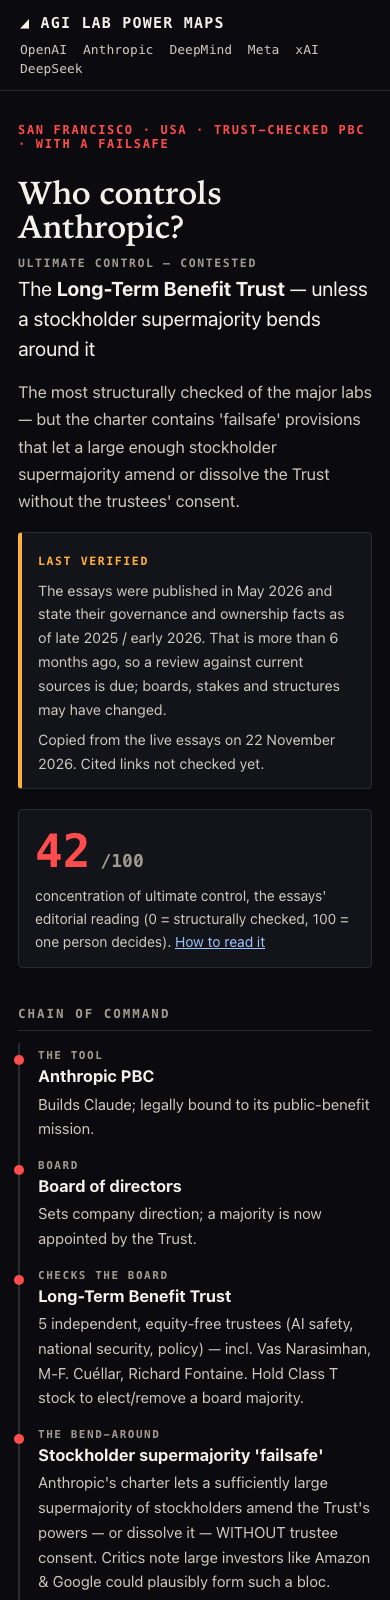 ◢ AGI LAB POWER MAPS
OpenAI Anthropic DeepMind Meta xAI
DeepSeek
SAN FRANCISCO · USA · TRUST-CHECKED PBC
· WITH A FAILSAFE
Who controls
Anthropic?
ULTIMATE CONTROL — CONTESTED
The Long-Term Benefit Trust — unless
a stockholder supermajority bends
around it
The most structurally checked of the major labs
— but the charter contains 'failsafe' provisions
that let a large enough stockholder
supermajority amend or dissolve the Trust
without the trustees' consent.
LAST VERIFIED
The essays were published in May 2026 and
state their governance and ownership facts as
of late 2025 / early 2026. That is more than 6
months ago, so a review against current
sources is due; boards, stakes and structures
may have changed.
Copied from the live essays on 22 November
2026. Cited links not checked yet.
42 /100
concentration of ultimate control, the essays'
editorial reading (0 = structurally checked, 100 =
one person decides). How to read it
CHAIN OF COMMAND
THE TOOL
Anthropic PBC
Builds Claude; legally bound to its public-benefit
mission.
BOARD
Board of directors
Sets company direction; a majority is now
appointed by the Trust.
CHECKS THE BOARD
Long-Term Benefit Trust
5 independent, equity-free trustees (AI safety,
national security, policy) — incl. Vas Narasimhan,
M-F. Cuéllar, Richard Fontaine. Hold Class T
stock to elect/remove a board majority.
THE BEND-AROUND
Stockholder supermajority 'failsafe'
Anthropic's charter lets a sufficiently large
supermajority of stockholders amend the Trust's
powers — or dissolve it — WITHOUT trustee
consent. Critics note large investors like Amazon
& Google could plausibly form such a bloc.